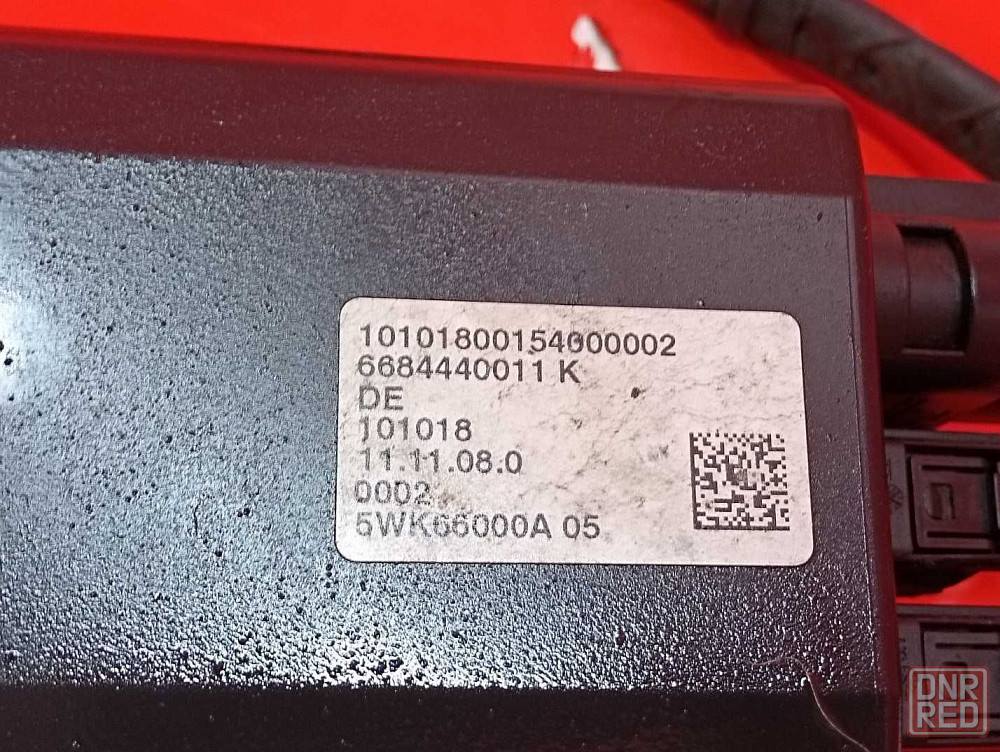 10101800154000002
6684440011 K
DE
101018
11.11.08.0
0002
5WK66000A 05
DNR
RED